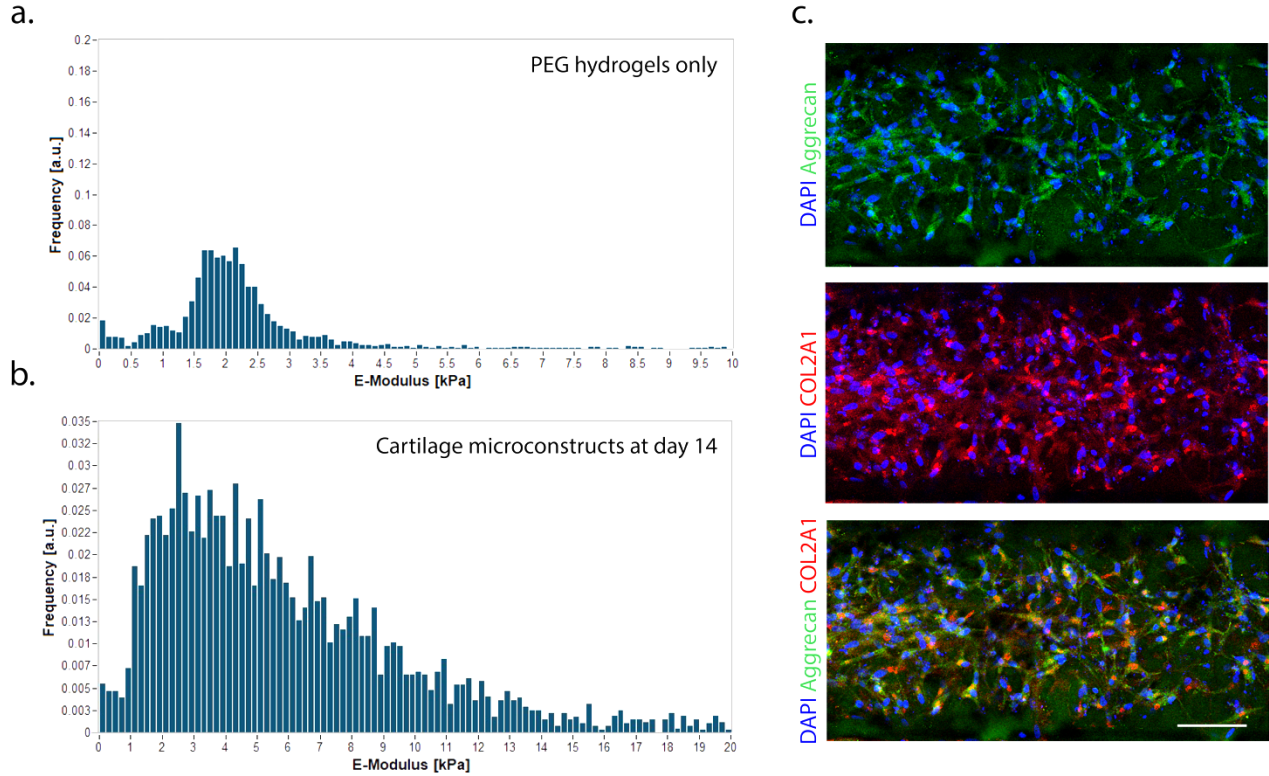 a.
PEG hydrogels only
Frequency [a.u.]
0.2
0.18
0.16
0.14
0.12
0.1
0.08
0.06
0.04
0.02
0
0 0.5 1 1.5 2 2.5 3 3.5 4 4.5 5 5.5 6 6.5 7 7.5 8 8.5 9 9.5 10
E-Modulus [kPa]
b.
Cartilage microconstructs at day 14
Frequency [a.u.]
0.035
0.033
0.03
0.027
0.025
0.022
0.02
0.018
0.015
0.013
0.01
0.007
0.005
0.003
0
0 1 2 3 4 5 6 7 8 9 10 11 12 13 14 15 16 17 18 19 20
E-Modulus [kPa]
c.
DAPI Aggrecan
DAPI COL2A1
DAPI Aggrecan COL2A1